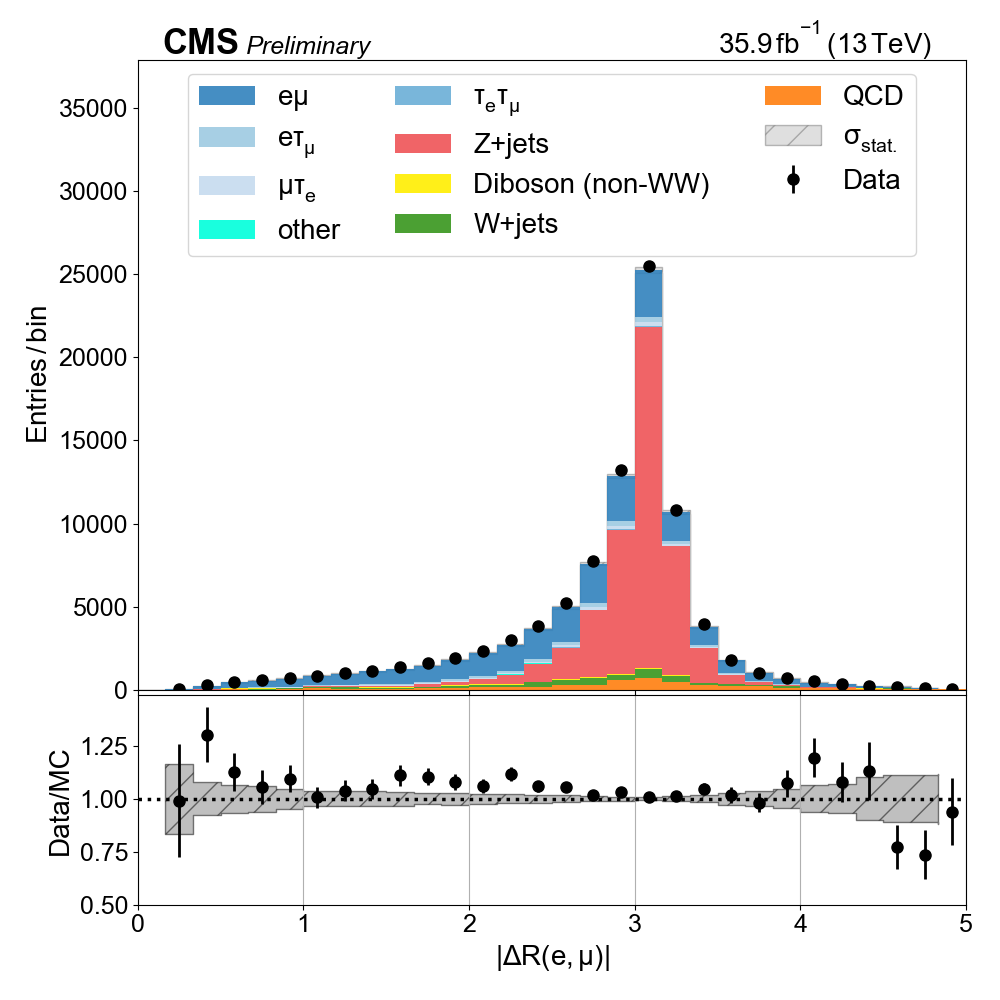 CMS Preliminary 35.9 fb⁻¹ (13 TeV)
eμ τₑτμ QCD
eτμ Z+jets σstat.
μτₑ Diboson (non-WW) Data
other W+jets
35000
30000
25000
20000
15000
10000
5000
0
Entries / bin
1.25
1.00
0.75
0.50
Data/MC
0 1 2 3 4 5
|ΔR(e, μ)|